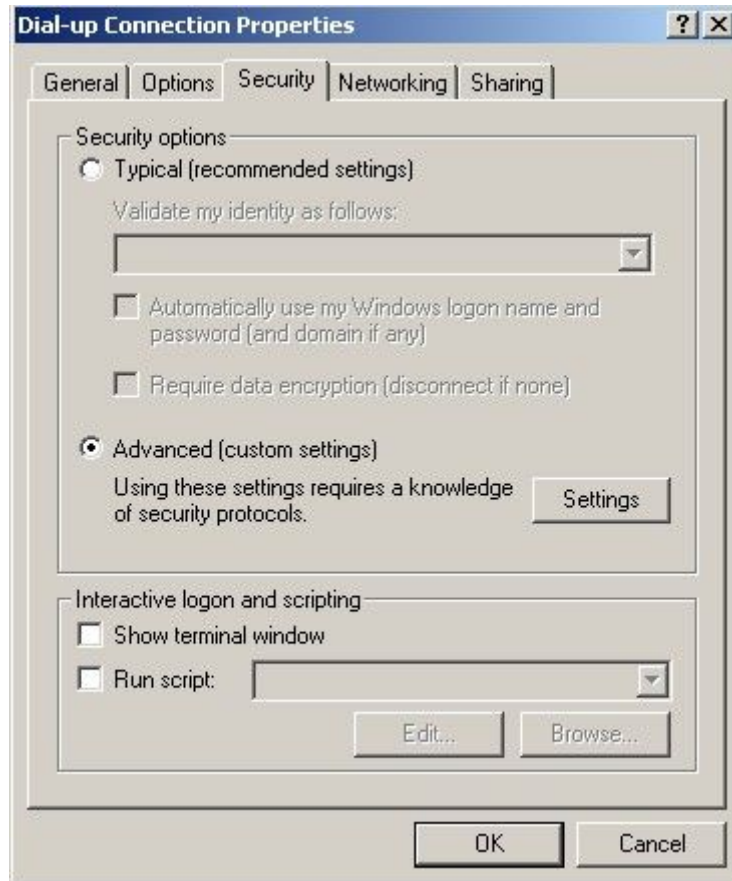 Dial-up Connection Properties
General Options Security Networking Sharing
Security options
Typical (recommended settings)
Validate my identity as follows:
Automatically use my Windows logon name and
password (and domain if any)
Require data encryption (disconnect if none)
Advanced (custom settings)
Using these settings requires a knowledge
of security protocols.
Settings
Interactive logon and scripting
Show terminal window
Run script:
Edit... Browse...
OK Cancel